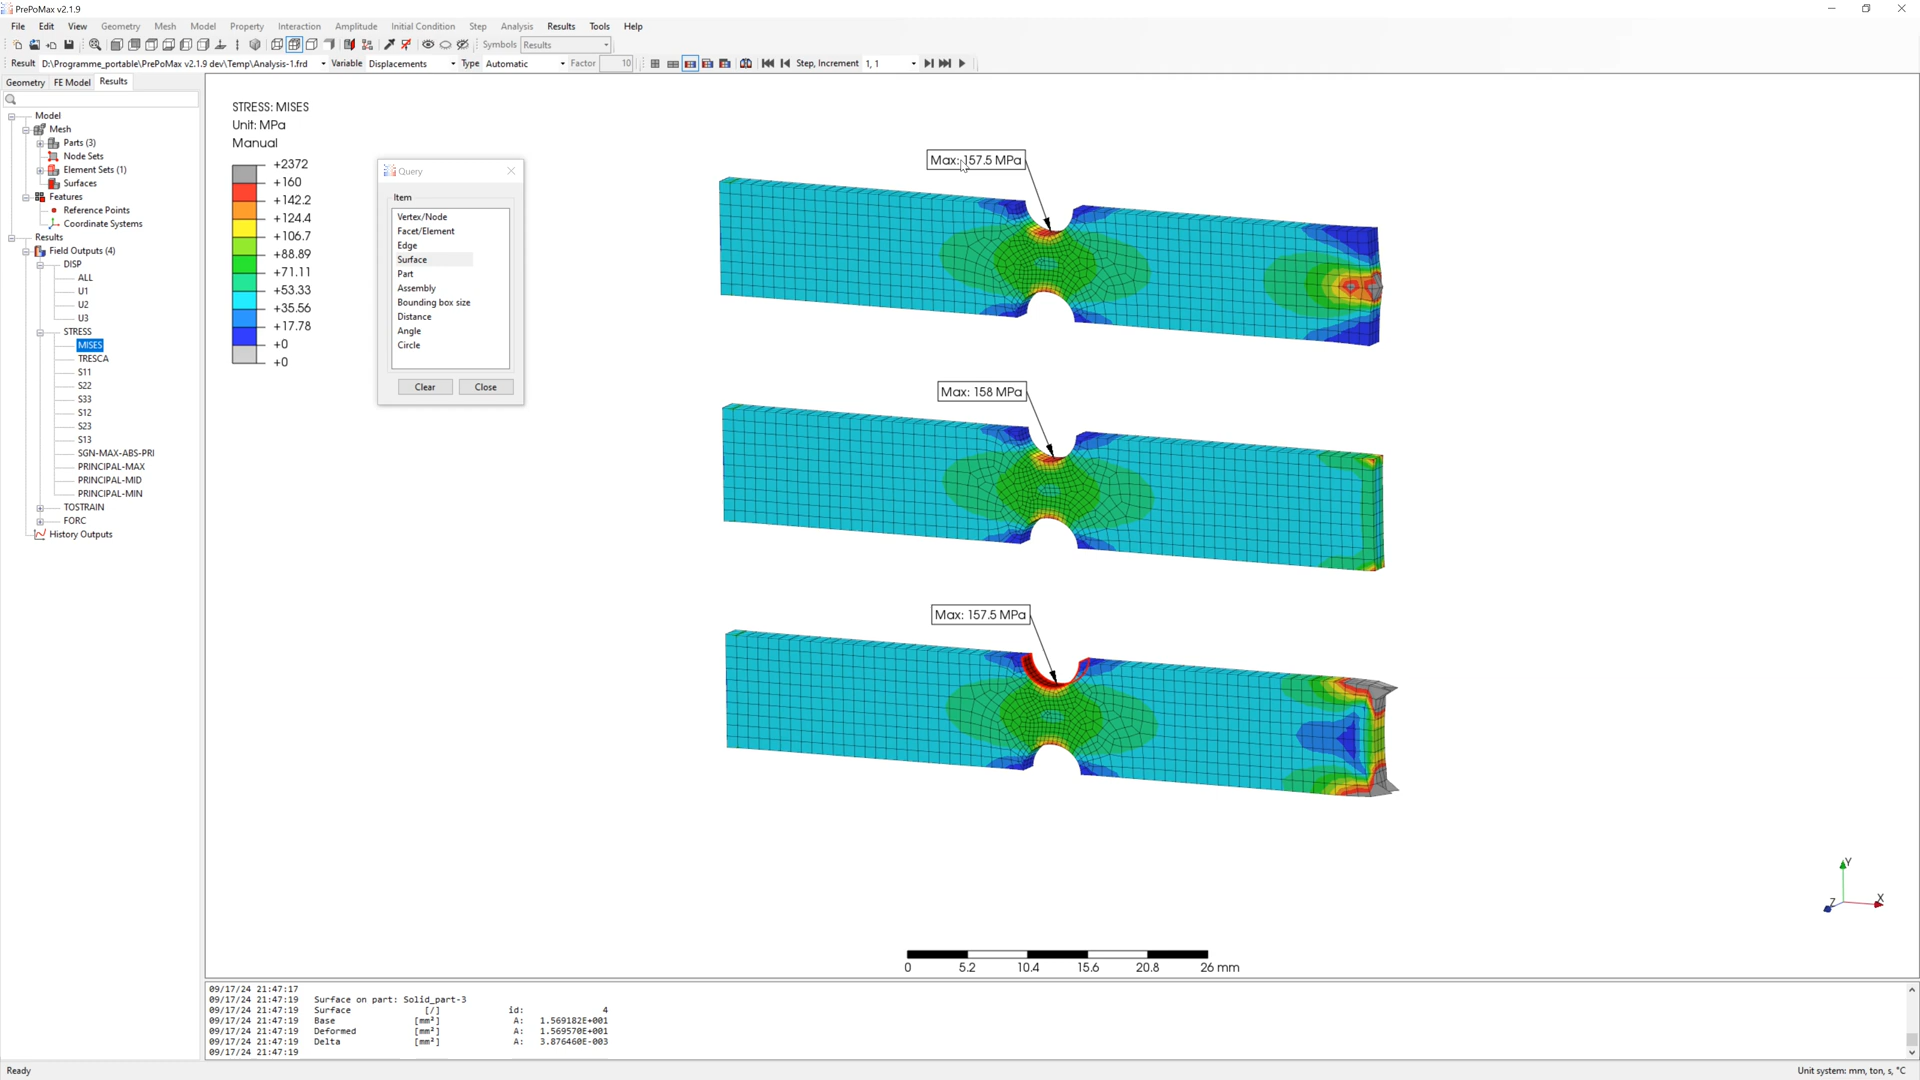 PrePoMax v2.1.9
File Edit View Geometry Mesh Model Property Interaction Amplitude Initial Condition Step Analysis Results Tools Help
Symbols Results
Result D:\Programme_portable\PrePoMax v2.1.9 dev\Temp\Analysis-1.frd Variable Displacements Type Automatic Factor 10 Step, Increment 1, 1
Geometry FE Model Results
Model
Mesh
Parts (3)
Node Sets
Element Sets (1)
Surfaces
Features
Reference Points
Coordinate Systems
Results
Field Outputs (4)
DISP
ALL
U1
U2
U3
STRESS
MISES
TRESCA
S11
S22
S33
S12
S23
S13
SGN-MAX-ABS-PRI
PRINCIPAL-MAX
PRINCIPAL-MID
PRINCIPAL-MIN
TOSTRAIN
FORC
History Outputs
STRESS: MISES
Unit: MPa
Manual
+2372
+160
+142.2
+124.4
+106.7
+88.89
+71.11
+53.33
+35.56
+17.78
+0
+0
Query
Item
Vertex/Node
Facet/Element
Edge
Surface
Part
Assembly
Bounding box size
Distance
Angle
Circle
Clear Close
Max: 157.5 MPa
Max: 158 MPa
Max: 157.5 MPa
Y
Z X
0 5.2 10.4 15.6 20.8 26 mm
09/17/24 21:47:17
09/17/24 21:47:19 Surface on part: Solid_part-3
09/17/24 21:47:19 Surface [/] id: 4
09/17/24 21:47:19 Base [mm²] A: 1.569182E+001
09/17/24 21:47:19 Deformed [mm²] A: 1.569570E+001
09/17/24 21:47:19 Delta [mm²] A: 3.876460E-003
09/17/24 21:47:19
Ready Unit system: mm, ton, s, °C